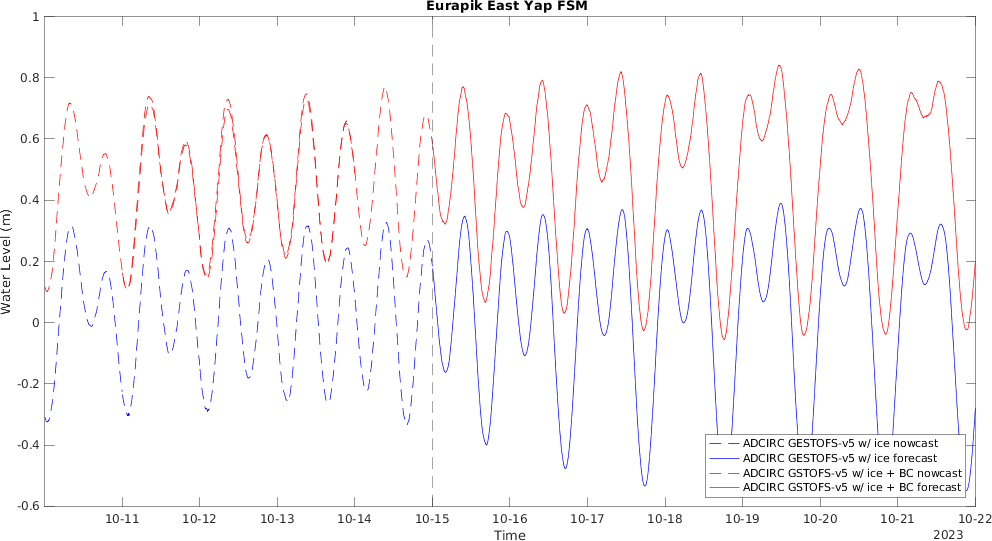 Eurapik East Yap FSM
Water Level (m)
1
0.8
0.6
0.4
0.2
0
-0.2
-0.4
-0.6
ADCIRC GESTOFS-v5 w/ ice nowcast
ADCIRC GESTOFS-v5 w/ ice forecast
ADCIRC GSTOFS-v5 w/ ice + BC nowcast
ADCIRC GSTOFS-v5 w/ ice + BC forecast
10-11 10-12 10-13 10-14 10-15 10-16 10-17 10-18 10-19 10-20 10-21 10-22
Time
2023